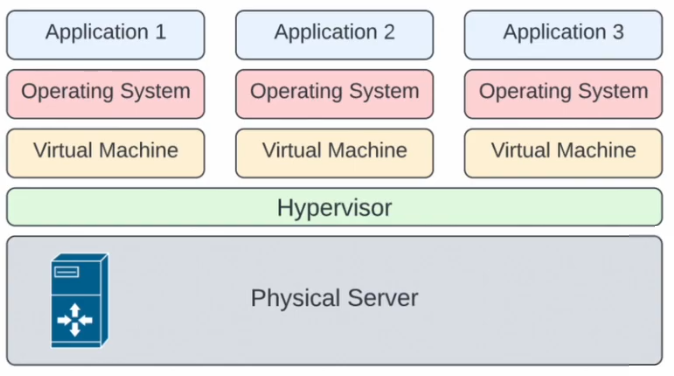 Application 1
Application 2
Application 3
Operating System
Operating System
Operating System
Virtual Machine
Virtual Machine
Virtual Machine
Hypervisor
Physical Server